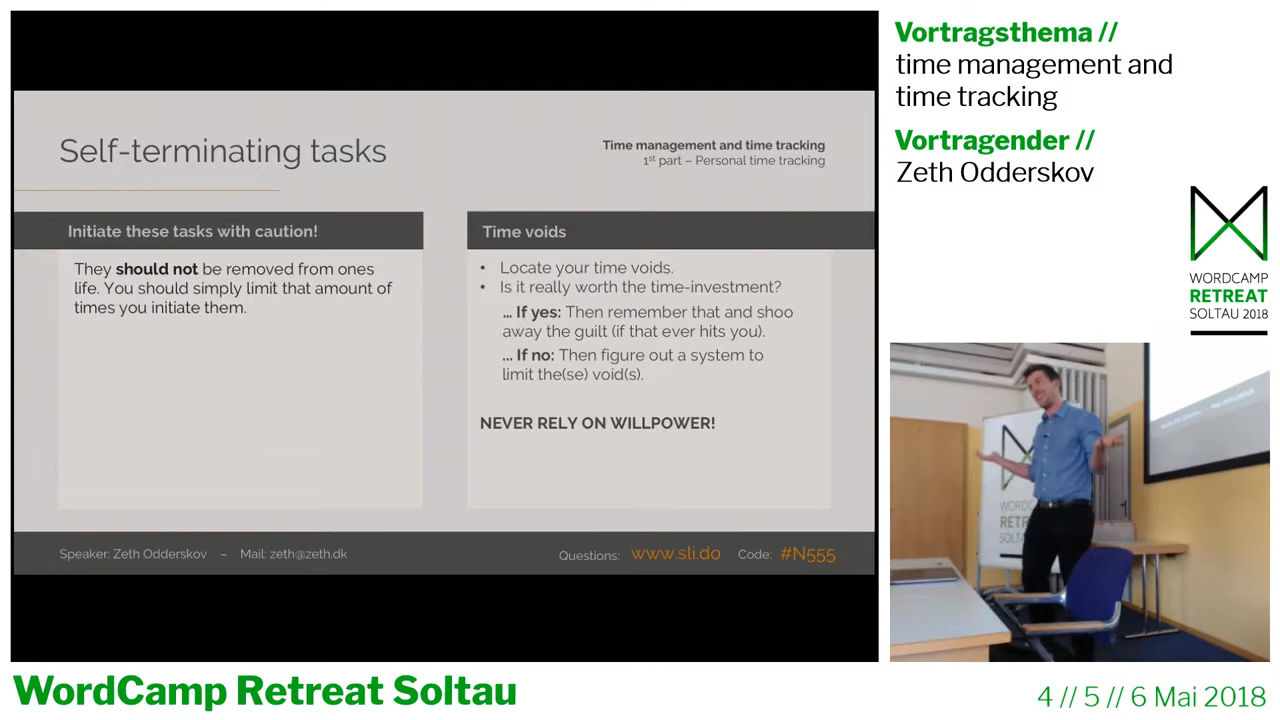 Self-terminating tasks
Time management and time tracking
1st part – Personal time tracking
Initiate these tasks with caution!
They should not be removed from ones
life. You should simply limit that amount of
times you initiate them.
Time voids
• Locate your time voids.
• Is it really worth the time-investment?
... If yes: Then remember that and shoo
away the guilt (if that ever hits you).
... If no: Then figure out a system to
limit the(se) void(s).
NEVER RELY ON WILLPOWER!
Speaker: Zeth Odderskov – Mail: zeth@zeth.dk
Questions: www.sli.do Code: #N555
Vortragsthema //
time management and
time tracking
Vortragender //
Zeth Odderskov
WORDCAMP
RETREAT
SOLTAU 2018
WordCamp Retreat Soltau
4 // 5 // 6 Mai 2018